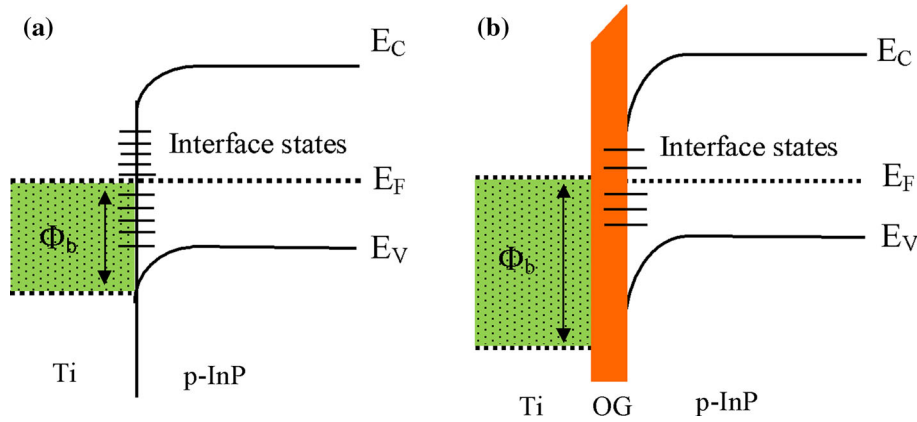 (a)
E_C
Interface states
E_F
Φ_b
E_V
Ti
p-InP
(b)
E_C
Interface states
E_F
Φ_b
E_V
Ti
OG
p-InP